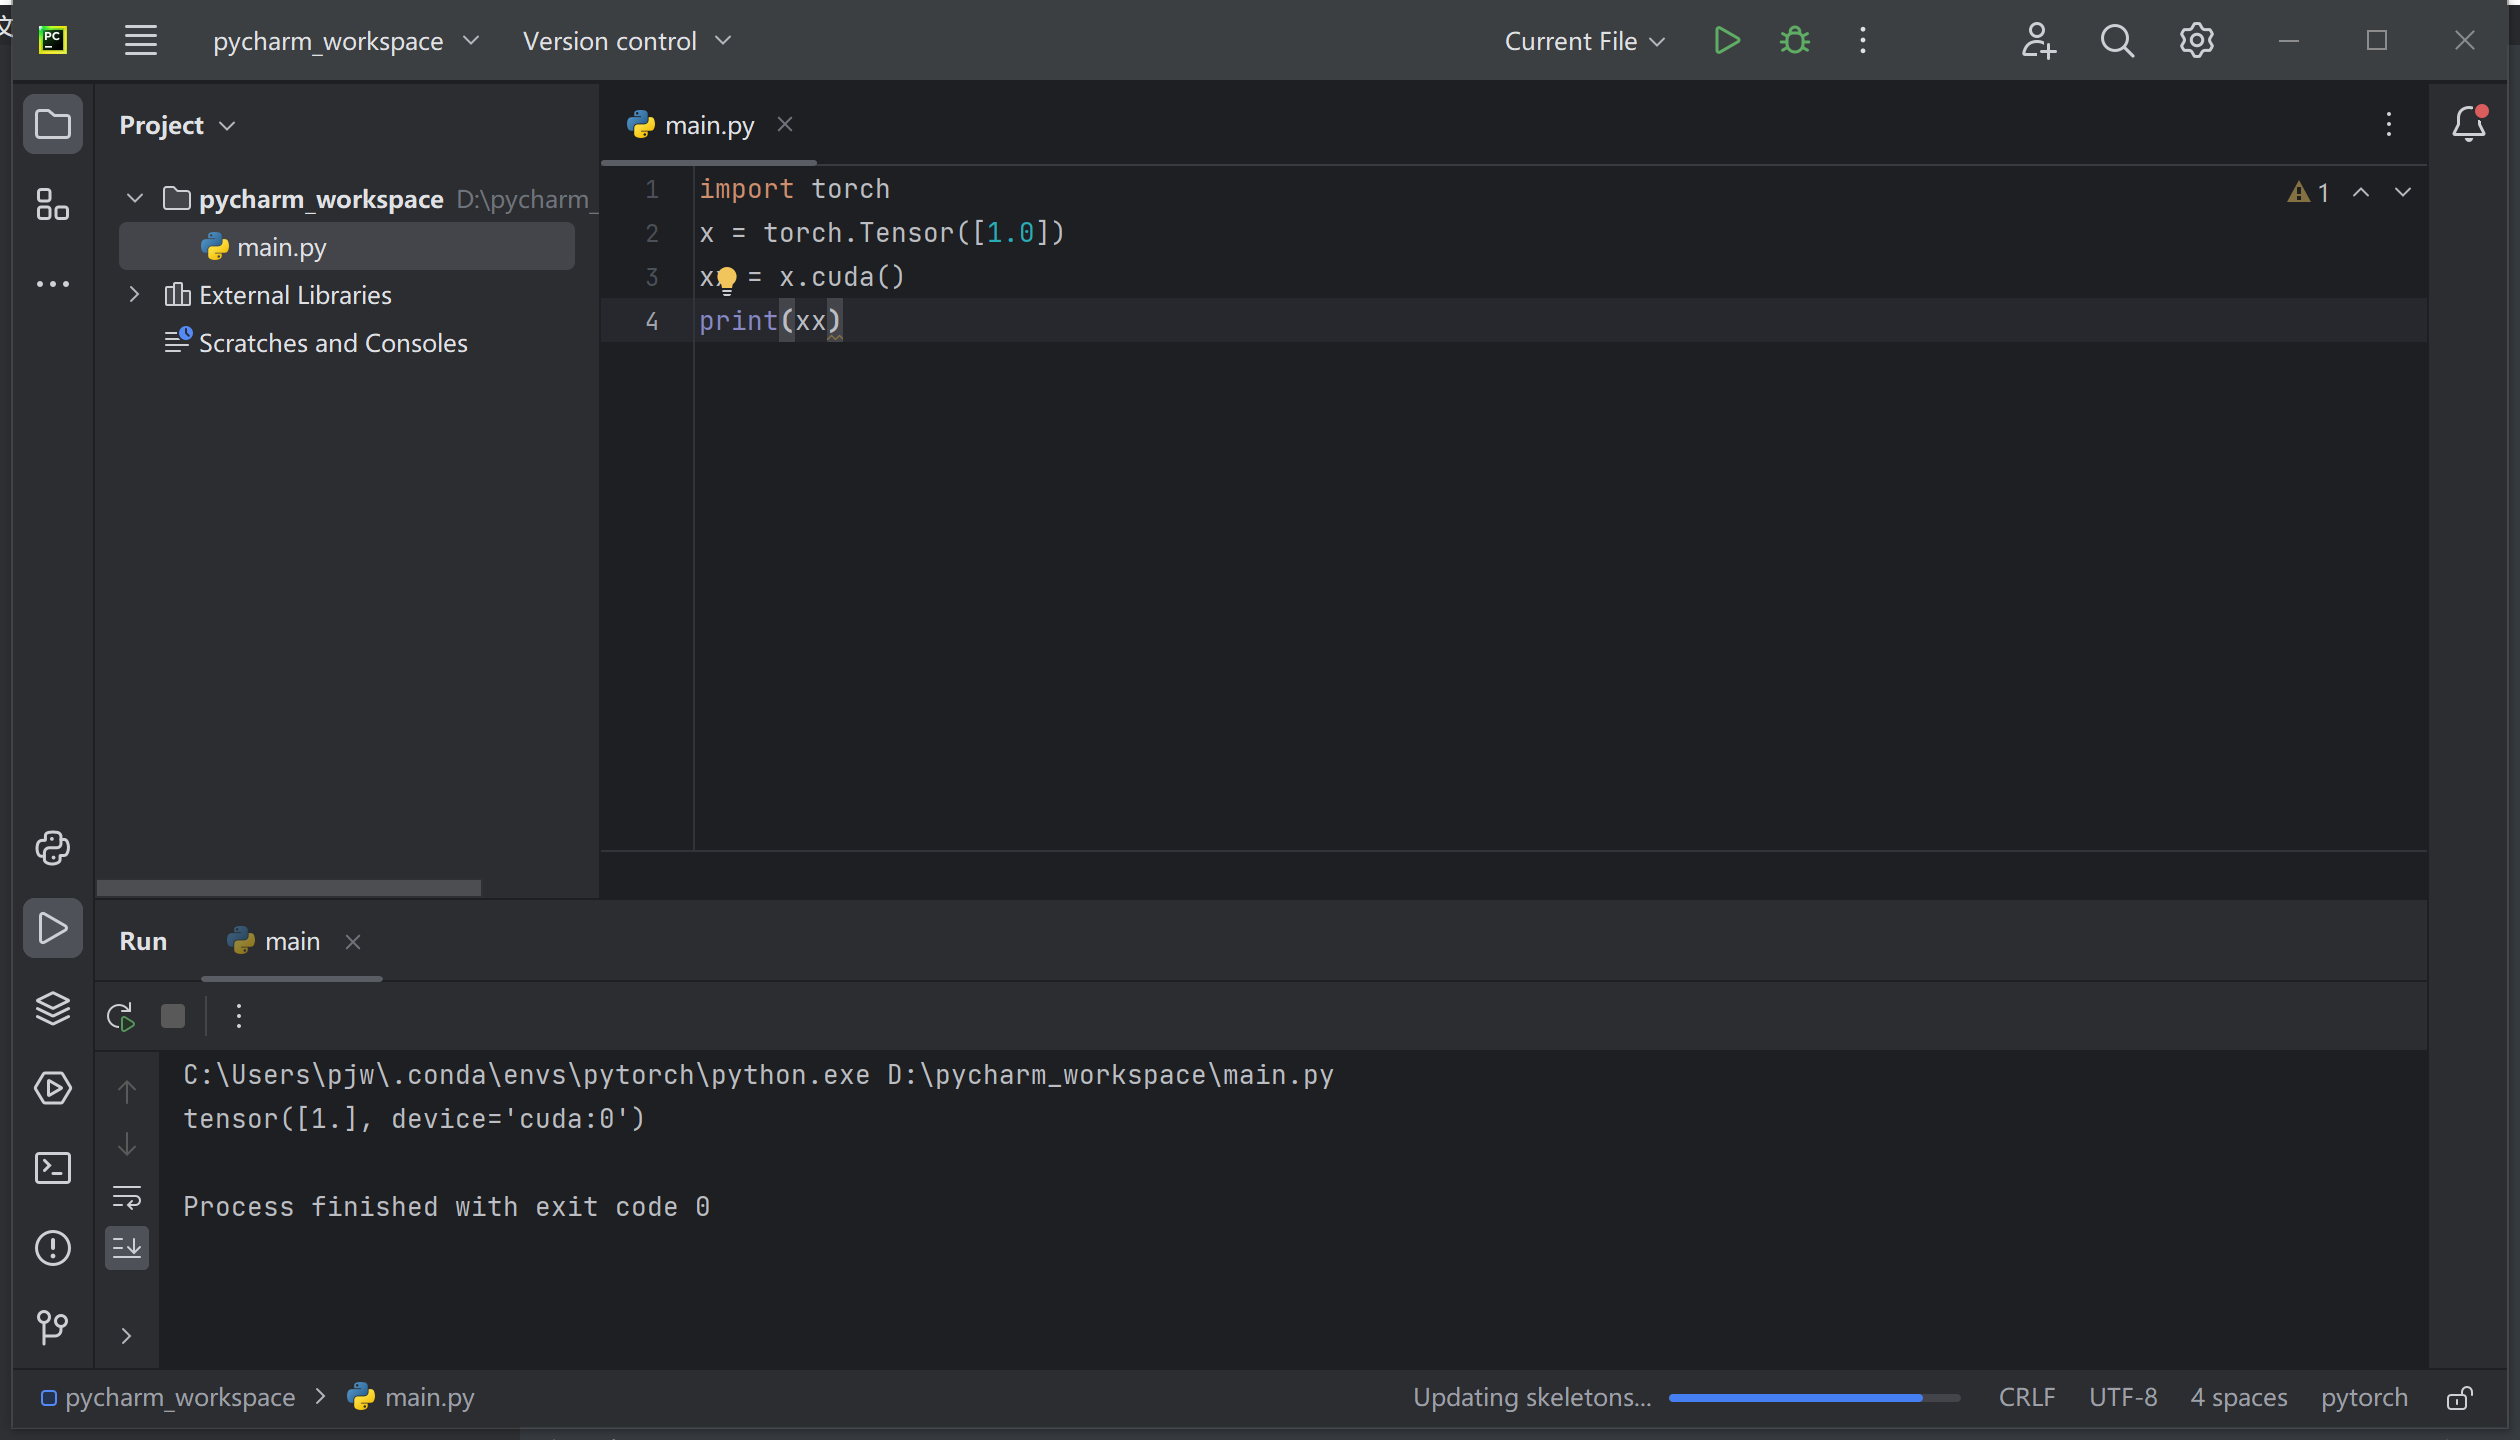 文
PC
pycharm_workspace
Version control
Current File
Project
main.py
pycharm_workspace D:\pycharm_
main.py
External Libraries
Scratches and Consoles
1 import torch
2 x = torch.Tensor([1.0])
3 xx = x.cuda()
4 print(xx)
1
Run
main
C:\Users\pjw\.conda\envs\pytorch\python.exe D:\pycharm_workspace\main.py
tensor([1.], device='cuda:0')
Process finished with exit code 0
pycharm_workspace > main.py
Updating skeletons...
CRLF
UTF-8
4 spaces
pytorch